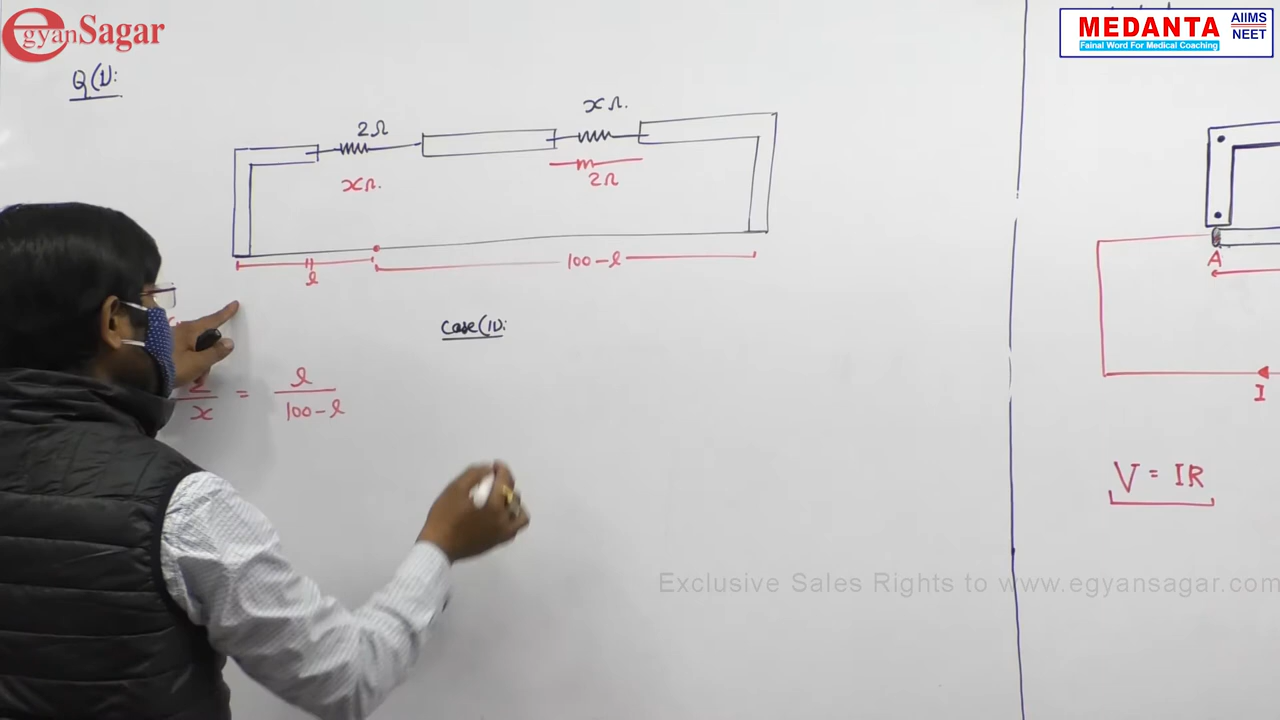 egyanSagar
MEDANTA AIIMS NEET
Fainal Word For Medical Coaching
Q(1):
2Ω
xΩ.
xΩ.
2Ω
l
100-l
A
Case(II):
2/x = l/100-l
I
V = IR
Exclusive Sales Rights to www.egyansagar.com